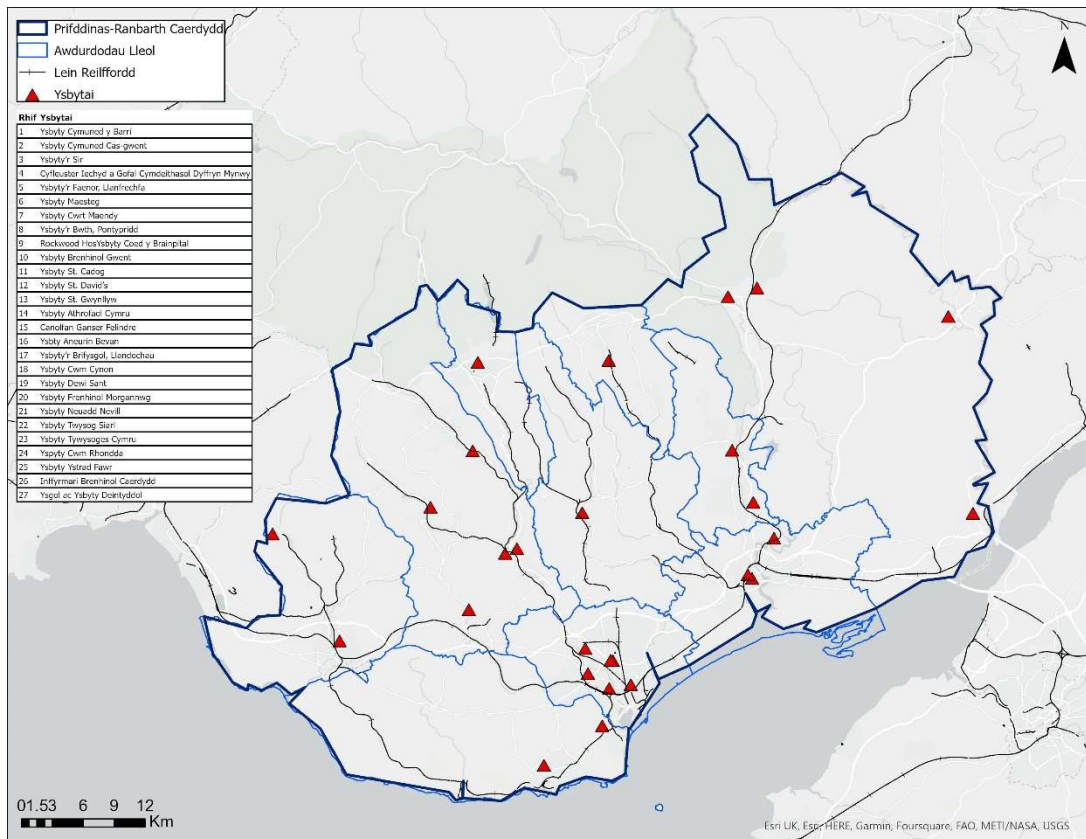 Prifddinas-Ranbarth Caerdydd
Awdurdodau Lleol
Lein Reilffordd
Ysbytai
N
Rhif Ysbytai
1 Ysbyty Cymuned y Barri
2 Ysbyty Cymuned Cas-gwent
3 Ysbyty'r Sir
4 Cyfleuster Iechyd a Gofal Cymdeithasol Dyffryn Mynwy
5 Ysbyty'r Faenor, Llanfrechfa
6 Ysbyty Maesteg
7 Ysbyty Cwrt Maendy
8 Ysbyty'r Bwth, Pontypridd
9 Rockwood HosYsbyty Coed y Brainpital
10 Ysbyty Brenhinol Gwent
11 Ysbyty St. Cadog
12 Ysbyty St. David's
13 Ysbyty St. Gwynllyw
14 Ysbyty Athrofaol Cymru
15 Canolfan Ganser Felindre
16 Ysbty Aneurin Bevan
17 Ysbyty'r Brifysgol, Llandochau
18 Ysbyty Cwm Cynon
19 Ysbyty Dewi Sant
20 Ysbyty Frenhinol Morgannwg
21 Ysbyty Neuadd Nevill
22 Ysbyty Twysog Siarl
23 Ysbyty Tywysoges Cymru
24 Yspyty Cwm Rhondda
25 Ysbyty Ystrad Fawr
26 Inffyrmari Brenhinol Caerdydd
27 Ysgol ac Ysbyty Deintyddol
01.53 6 9 12
Km
Esri UK, Esri, HERE, Garmin, Foursquare, FAO, METI/NASA, USGS